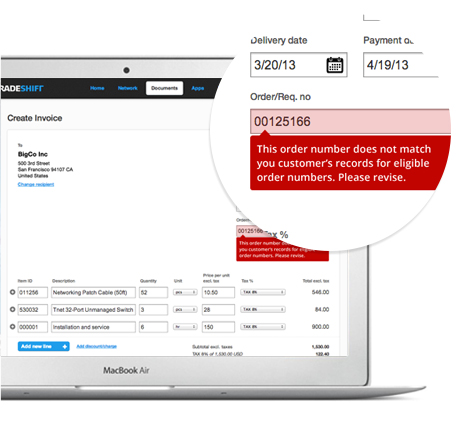 Delivery date
Payment
3/20/13
4/19/13
Order/Req. no
00125166
This order number does not match
you customer's records for eligible
order numbers. Please revise.
RADESHIFT
Home Network Documents Apps
Create Invoice
To
BigCo Inc
500 3rd Street
San Francisco 94107 CA
United States
Change recipient
00125166
Tax %
This order number does not match
you customer's records for eligible
order numbers. Please revise.
Item ID Description Quantity Unit Price per unit excl. tax Tax % Total excl. tax
011256 Networking Patch Cable (50ft) 52 pcs 10.50 TAX 8% 546.00
530032 Tnet 32-Port Unmanaged Switch 3 pcs 28 TAX 8% 84.00
000001 Installation and service 6 hr 150 TAX 8% 900.00
Add new line + Add discount/charge
Subtotal excl. taxes 1,530.00
TAX 8% of 1,530.00 USD 122.40
MacBook Air